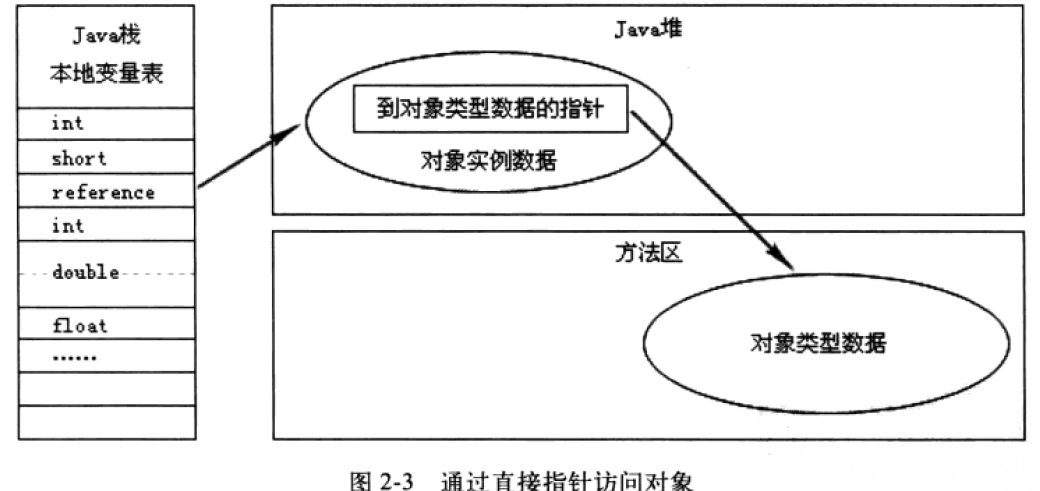 Java栈
本地变量表
int
short
reference
int
double
float
......
Java堆
到对象类型数据的指针
对象实例数据
方法区
对象类型数据
图 2-3 通过直接指针访问对象